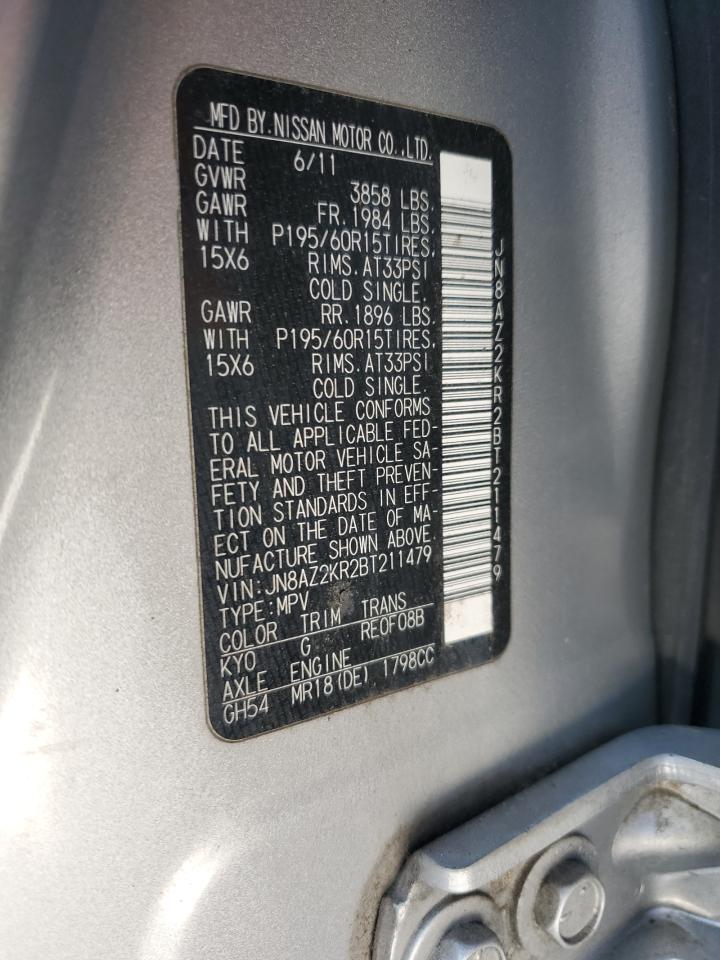 MFD BY.NISSAN MOTOR CO.,LTD.
DATE 6/11
GVWR 3858 LBS.
GAWR FR.1984 LBS.
WITH P195/60R15TIRES.
15X6 RIMS.AT33PSI
COLD SINGLE.
GAWR RR.1896 LBS.
WITH P195/60R15TIRES.
15X6 RIMS.AT33PSI
COLD SINGLE.
THIS VEHICLE CONFORMS
TO ALL APPLICABLE FED-
ERAL MOTOR VEHICLE SA-
FETY AND THEFT PREVEN-
TION STANDARDS IN EFF-
ECT ON THE DATE OF MA-
NUFACTURE SHOWN ABOVE.
VIN:JN8AZ2KR2BT211479
TYPE:MPV
COLOR TRIM TRANS
KY0 G RE0F08B
AXLE ENGINE
GH54 MR18(DE) 1798CC
JN8AZ2KR2BT211479